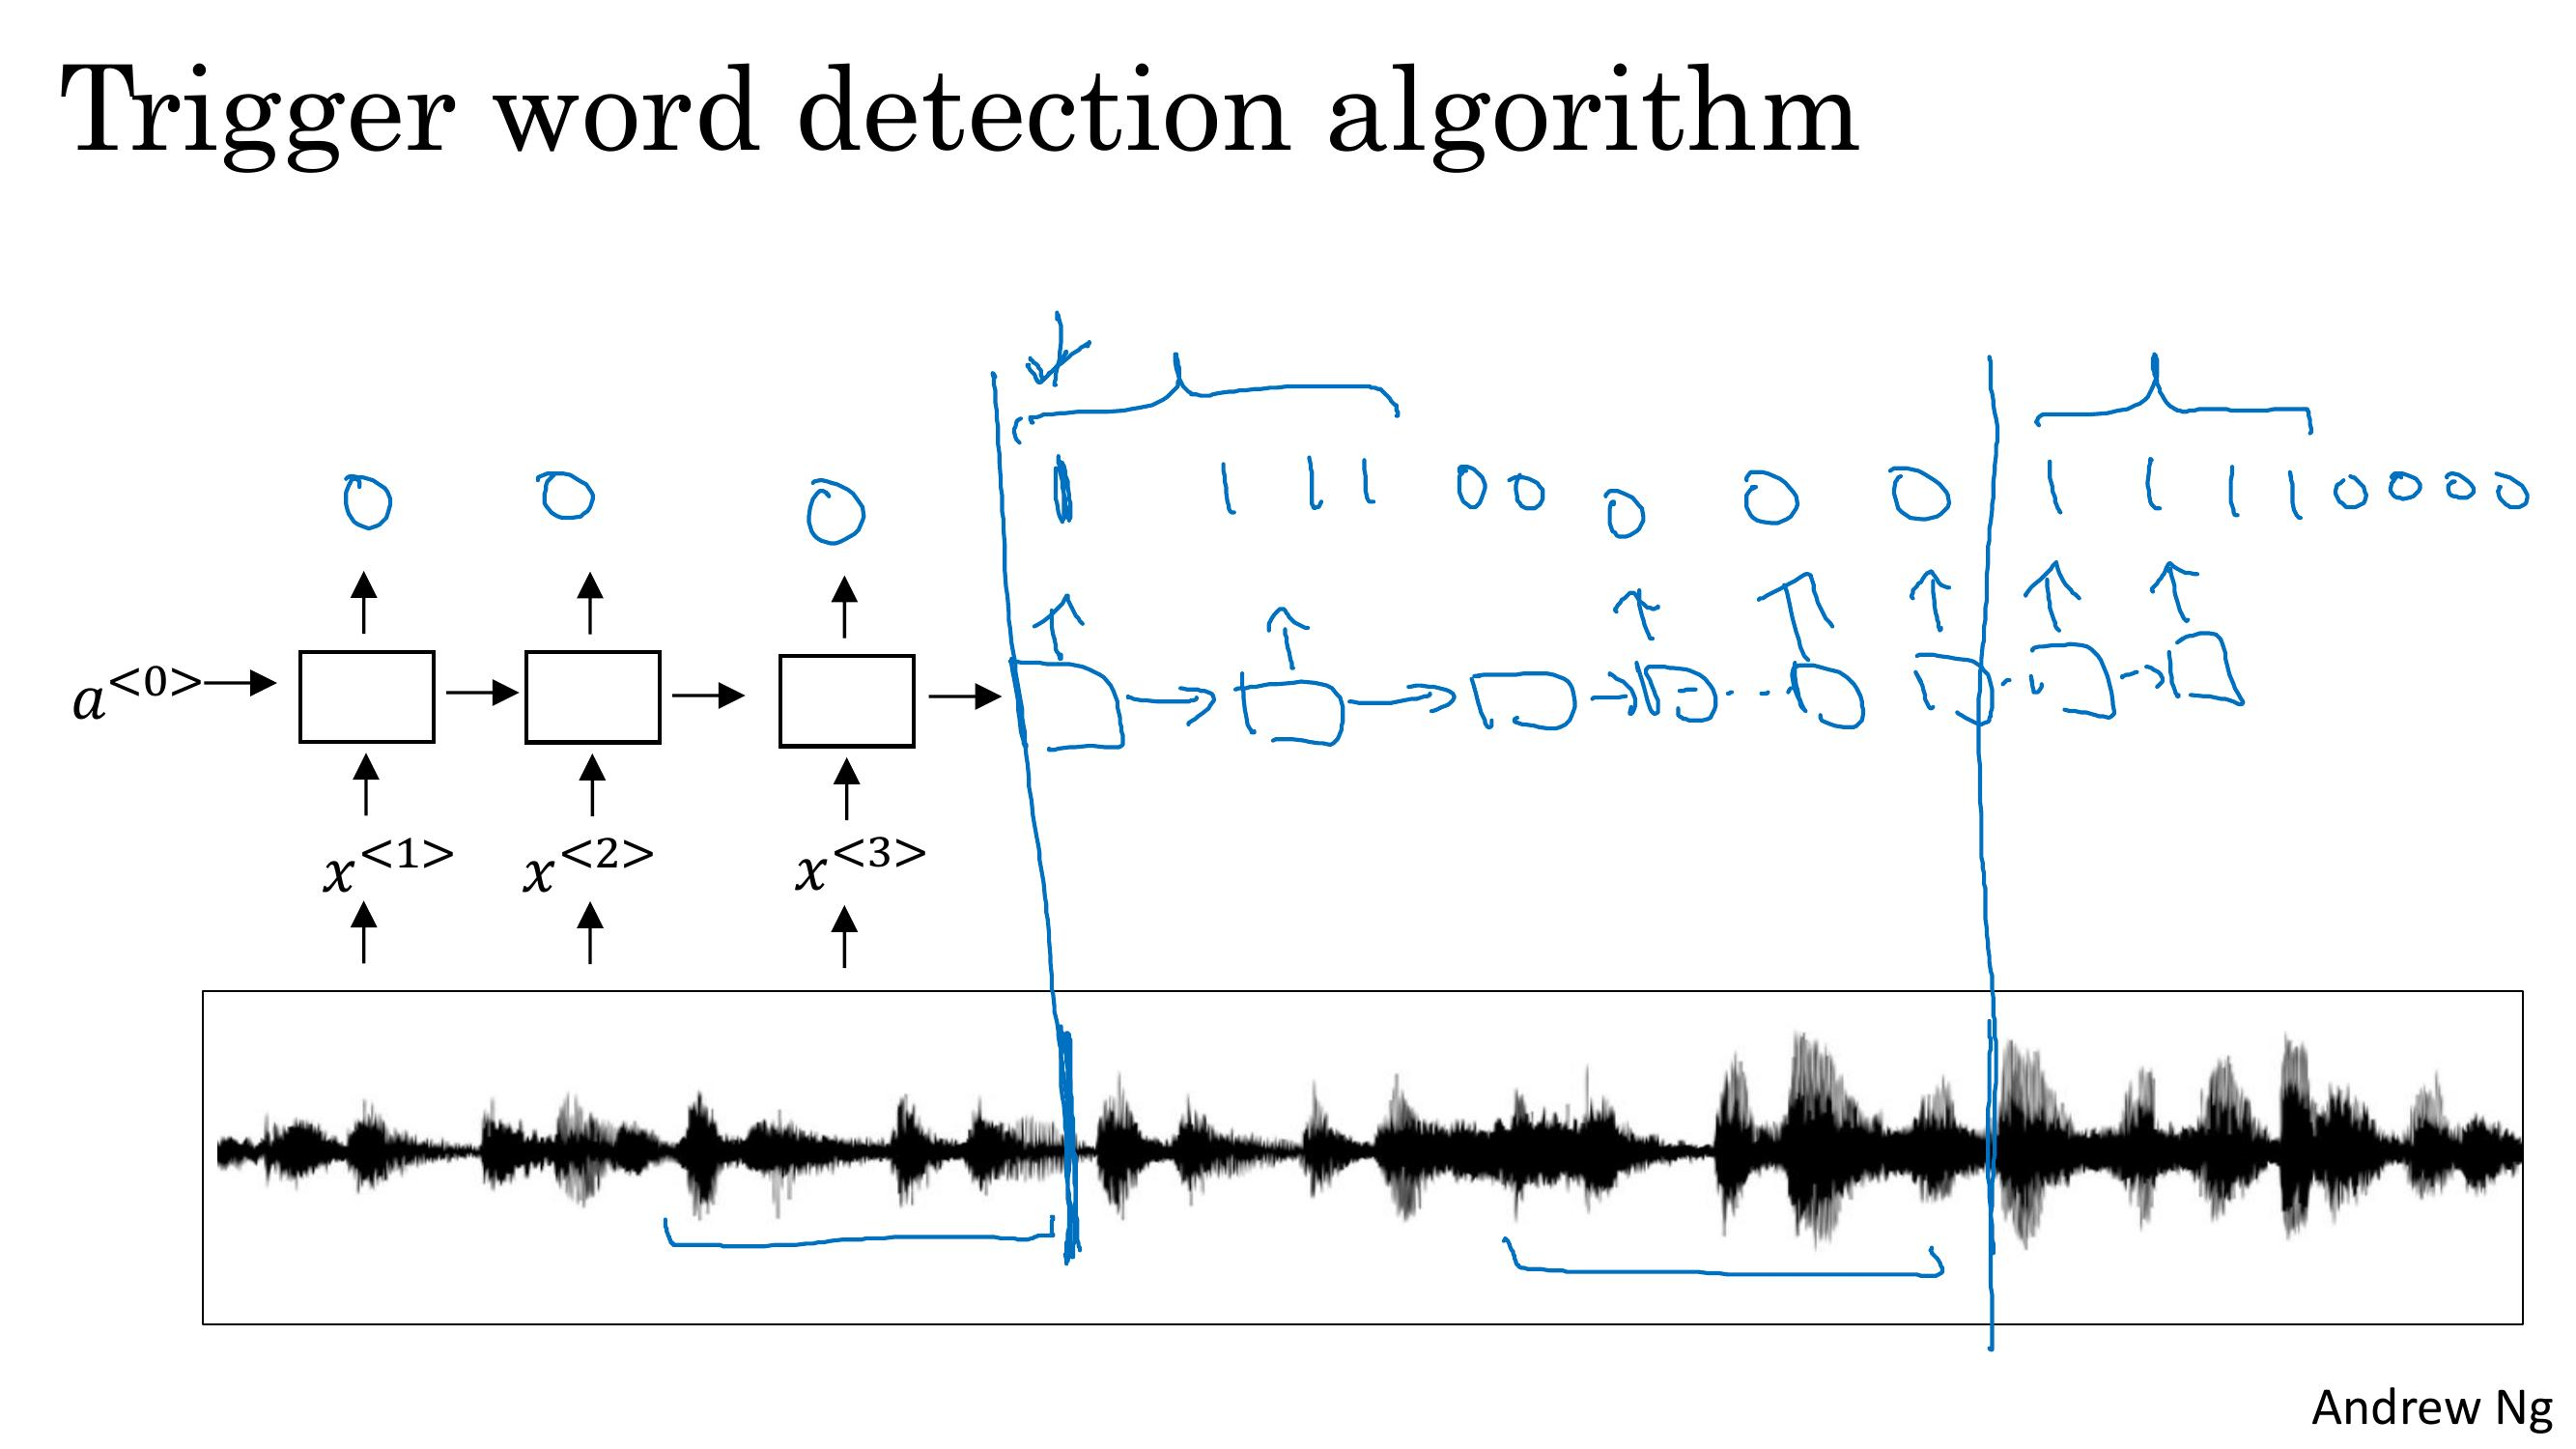 Trigger word detection algorithm
0 0 0 1 1 1 1 0 0 0 0 0 1 1 1 1 0 0 0 0
a<0>
x<1> x<2> x<3>
Andrew Ng